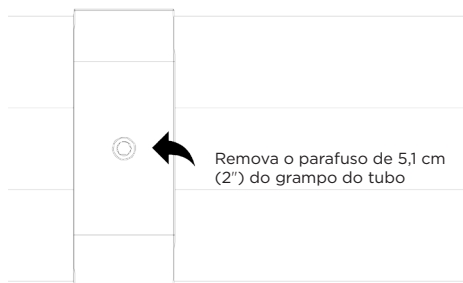 Remova o parafuso de 5,1 cm
(2") do grampo do tubo